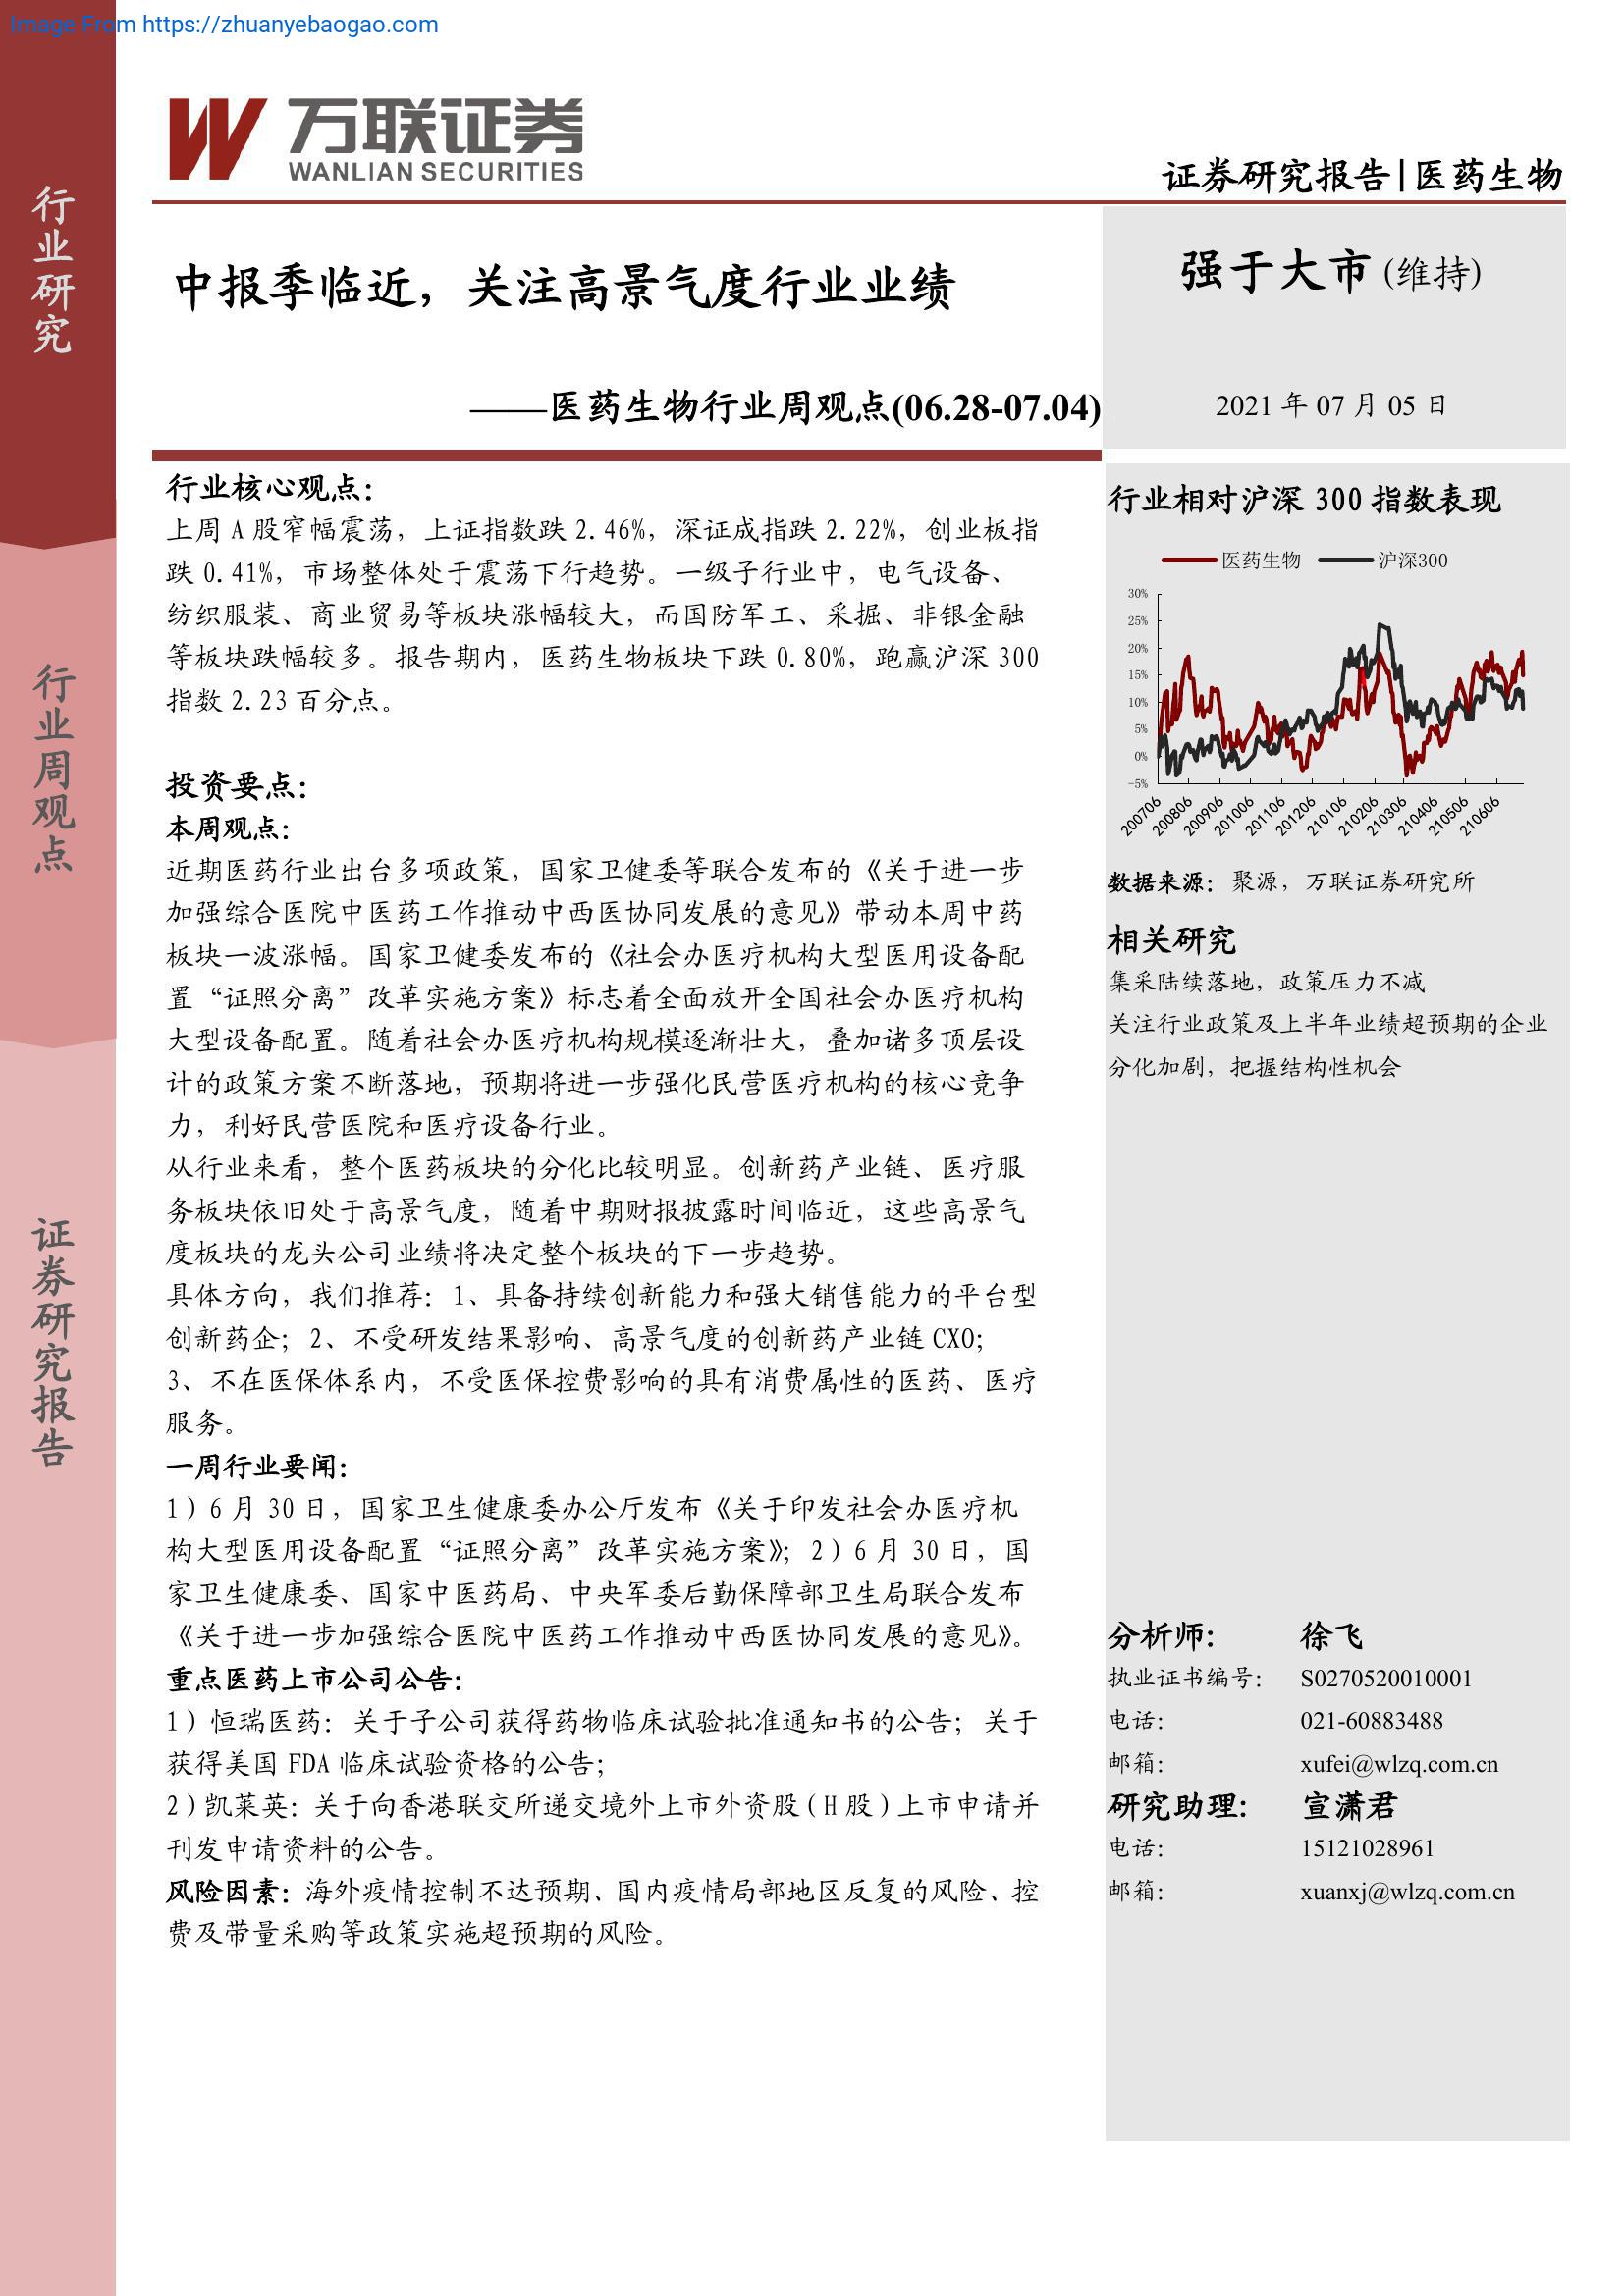 Image From https://zhuanyebaogao.com
万联证券
WANLIAN SECURITIES
证券研究报告|医药生物
行业研究
行业周观点
证券研究报告
中报季临近，关注高景气度行业业绩
——医药生物行业周观点(06.28-07.04)
强于大市 (维持)
2021 年 07 月 05 日
行业核心观点：
上周 A 股窄幅震荡，上证指数跌 2.46%，深证成指跌 2.22%，创业板指
跌 0.41%，市场整体处于震荡下行趋势。一级子行业中，电气设备、
纺织服装、商业贸易等板块涨幅较大，而国防军工、采掘、非银金融
等板块跌幅较多。报告期内，医药生物板块下跌 0.80%，跑赢沪深 300
指数 2.23 百分点。
投资要点：
本周观点：
近期医药行业出台多项政策，国家卫健委等联合发布的《关于进一步
加强综合医院中医药工作推动中西医协同发展的意见》带动本周中药
板块一波涨幅。国家卫健委发布的《社会办医疗机构大型医用设备配
置“证照分离”改革实施方案》标志着全面放开全国社会办医疗机构
大型设备配置。随着社会办医疗机构规模逐渐壮大，叠加诸多顶层设
计的政策方案不断落地，预期将进一步强化民营医疗机构的核心竞争
力，利好民营医院和医疗设备行业。
从行业来看，整个医药板块的分化比较明显。创新药产业链、医疗服
务板块依旧处于高景气度，随着中期财报披露时间临近，这些高景气
度板块的龙头公司业绩将决定整个板块的下一步趋势。
具体方向，我们推荐：1、具备持续创新能力和强大销售能力的平台型
创新药企；2、不受研发结果影响、高景气度的创新药产业链 CXO；
3、不在医保体系内，不受医保控费影响的具有消费属性的医药、医疗
服务。
一周行业要闻：
1）6 月 30 日，国家卫生健康委办公厅发布《关于印发社会办医疗机
构大型医用设备配置“证照分离”改革实施方案》；2）6 月 30 日，国
家卫生健康委、国家中医药局、中央军委后勤保障部卫生局联合发布
《关于进一步加强综合医院中医药工作推动中西医协同发展的意见》。
重点医药上市公司公告：
1）恒瑞医药：关于子公司获得药物临床试验批准通知书的公告；关于
获得美国 FDA 临床试验资格的公告；
2）凯莱英：关于向香港联交所递交境外上市外资股（H 股）上市申请并
刊发申请资料的公告。
风险因素：海外疫情控制不达预期、国内疫情局部地区反复的风险、控
费及带量采购等政策实施超预期的风险。
行业相对沪深 300 指数表现
医药生物 沪深300
30%
25%
20%
15%
10%
5%
0%
-5%
200706 200806 200906 201006 201106 201206 210106 210206 210306 210406 210506 210606
数据来源：聚源，万联证券研究所
相关研究
集采陆续落地，政策压力不减
关注行业政策及上半年业绩超预期的企业
分化加剧，把握结构性机会
分析师: 徐飞
执业证书编号： S0270520010001
电话： 021-60883488
邮箱： xufei@wlzq.com.cn
研究助理: 宣潇君
电话： 15121028961
邮箱： xuanxj@wlzq.com.cn